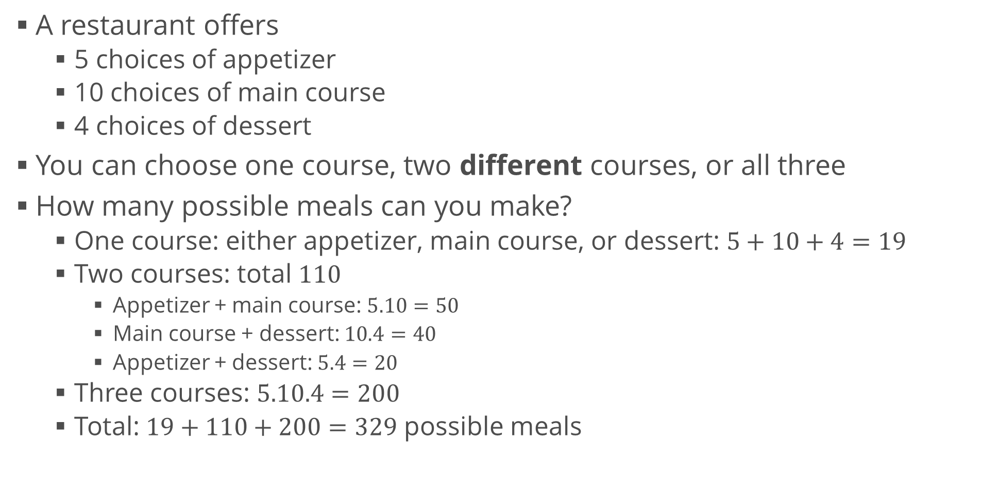 ▪ A restaurant offers
▪ 5 choices of appetizer
▪ 10 choices of main course
▪ 4 choices of dessert
▪ You can choose one course, two different courses, or all three
▪ How many possible meals can you make?
▪ One course: either appetizer, main course, or dessert: 5 + 10 + 4 = 19
▪ Two courses: total 110
▪ Appetizer + main course: 5.10 = 50
▪ Main course + dessert: 10.4 = 40
▪ Appetizer + dessert: 5.4 = 20
▪ Three courses: 5.10.4 = 200
▪ Total: 19 + 110 + 200 = 329 possible meals